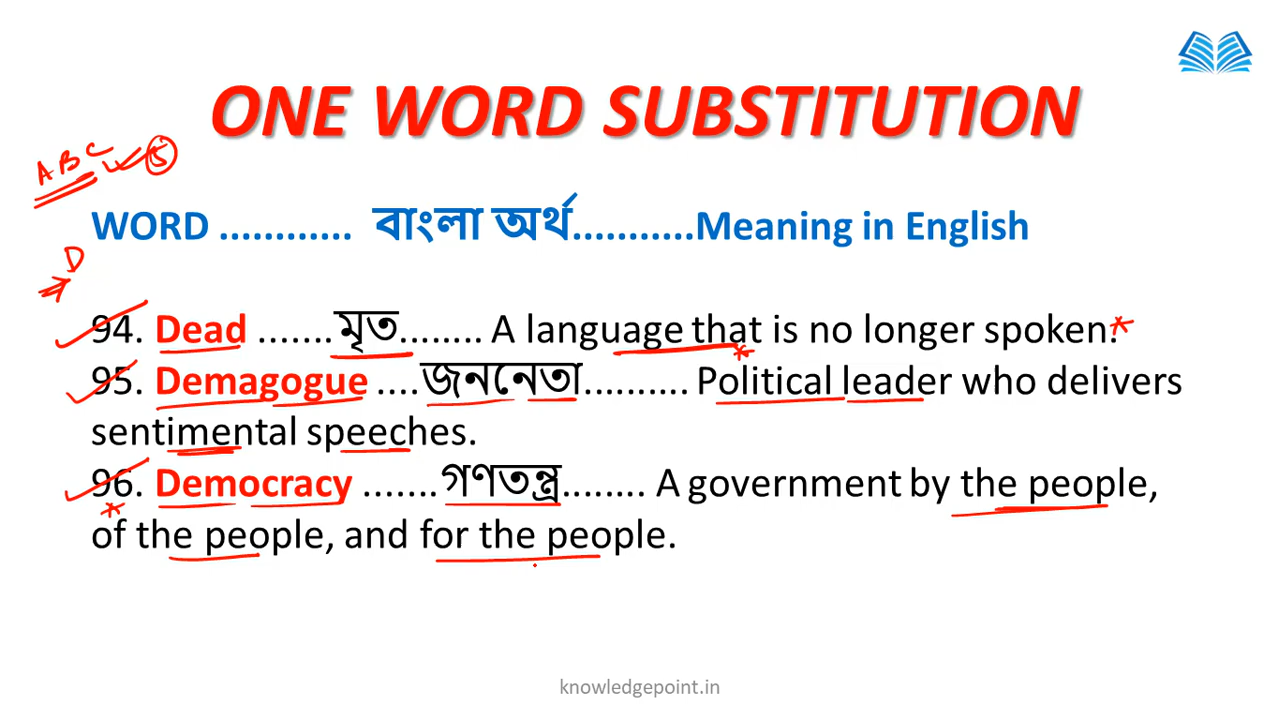 ONE WORD SUBSTITUTION
ABC 5
WORD ............ বাংলা অর্থ...........Meaning in English
D
94. Dead .......মৃত........ A language that is no longer spoken.*
95. Demagogue ....জননেতা.......... Political leader who delivers
sentimental speeches.
96. Democracy .......গণতন্ত্র........ A government by the people,
of the people, and for the people.
knowledgepoint.in